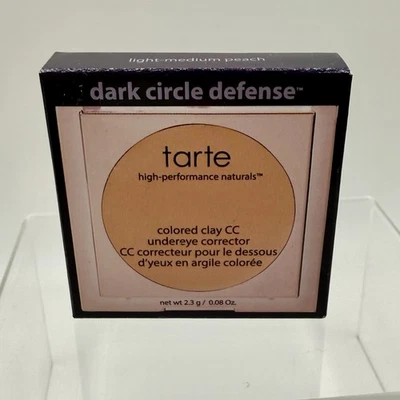 light-medium peach
dark circle defense™
tarte
high-performance naturals™
colored clay CC
undereye corrector
CC correcteur pour le dessous
d'yeux en argile colorée
net wt 2.3 g / 0.08 Oz.